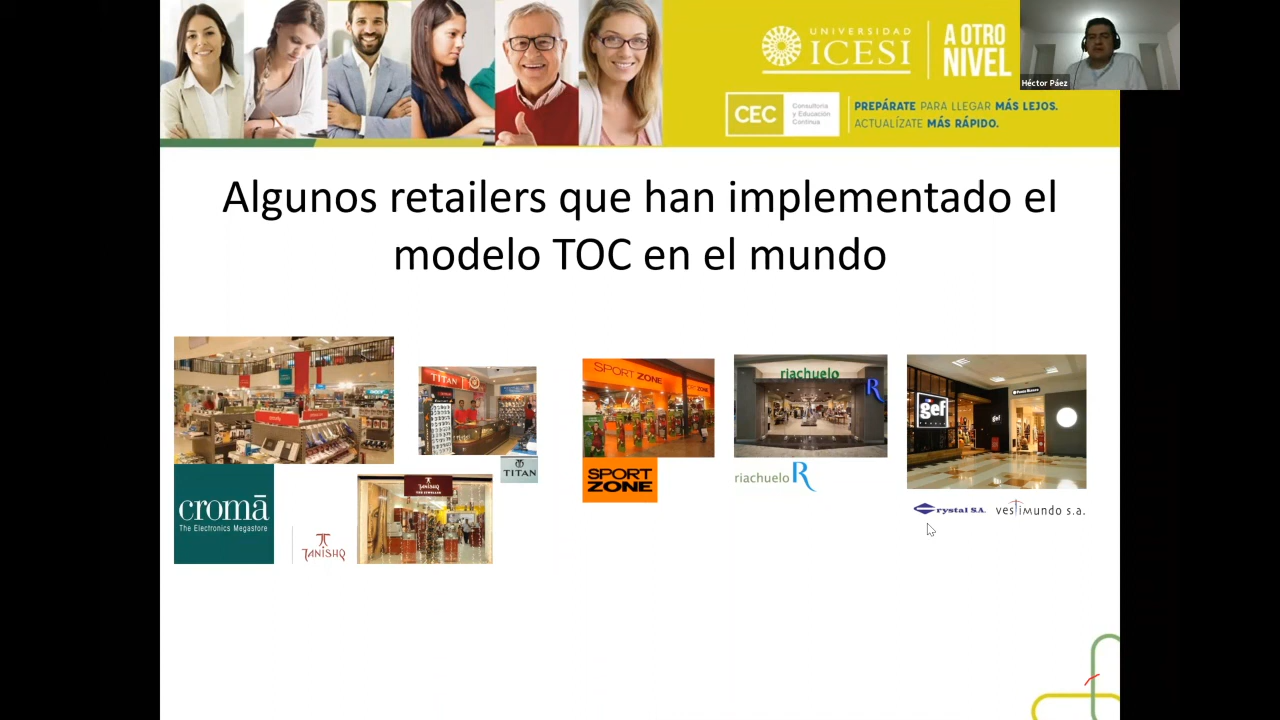 UNIVERSIDAD
ICESI
A OTRO
NIVEL
Héctor Páez
CEC
Consultoría
y Educación
Continua
PREPÁRATE PARA LLEGAR MÁS LEJOS.
ACTUALÍZATE MÁS RÁPIDO.
Algunos retailers que han implementado el
modelo TOC en el mundo
TITAN
SPORT ZONE
riachuelo
R
gef
gef
TITAN
SPORT
ZONE
riachuelo R
cromā
The Electronics Megastore
TANISHQ
TANISHQ
Crystal S.A.
vestimundo s.a.